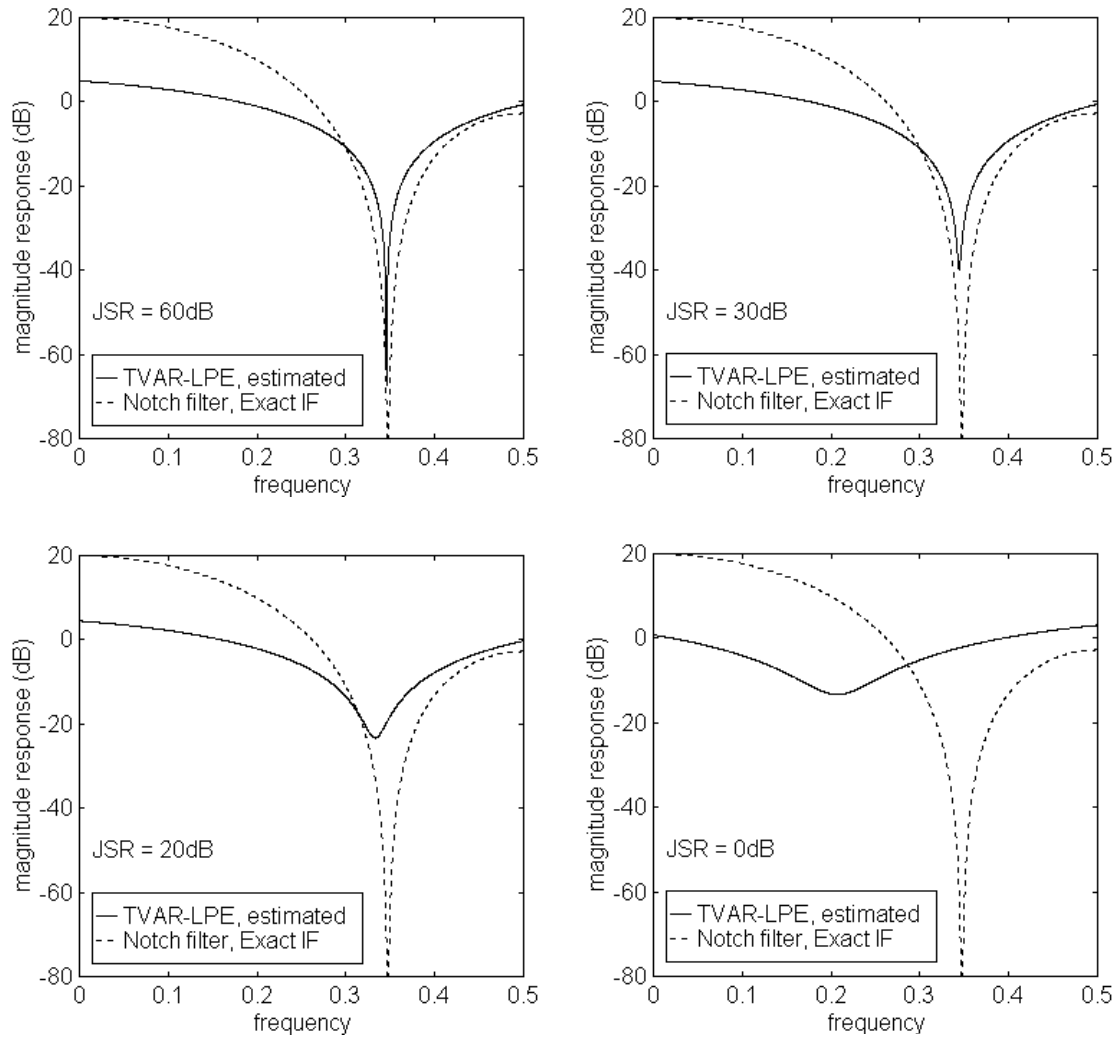 20
0
-20
-40
-60
-80
magnitude response (dB)
JSR = 60dB
TVAR-LPE, estimated
Notch filter, Exact IF
0 0.1 0.2 0.3 0.4 0.5
frequency
20
0
-20
-40
-60
-80
magnitude response (dB)
JSR = 30dB
TVAR-LPE, estimated
Notch filter, Exact IF
0 0.1 0.2 0.3 0.4 0.5
frequency
20
0
-20
-40
-60
-80
magnitude response (dB)
JSR = 20dB
TVAR-LPE, estimated
Notch filter, Exact IF
0 0.1 0.2 0.3 0.4 0.5
frequency
20
0
-20
-40
-60
-80
magnitude response (dB)
JSR = 0dB
TVAR-LPE, estimated
Notch filter, Exact IF
0 0.1 0.2 0.3 0.4 0.5
frequency